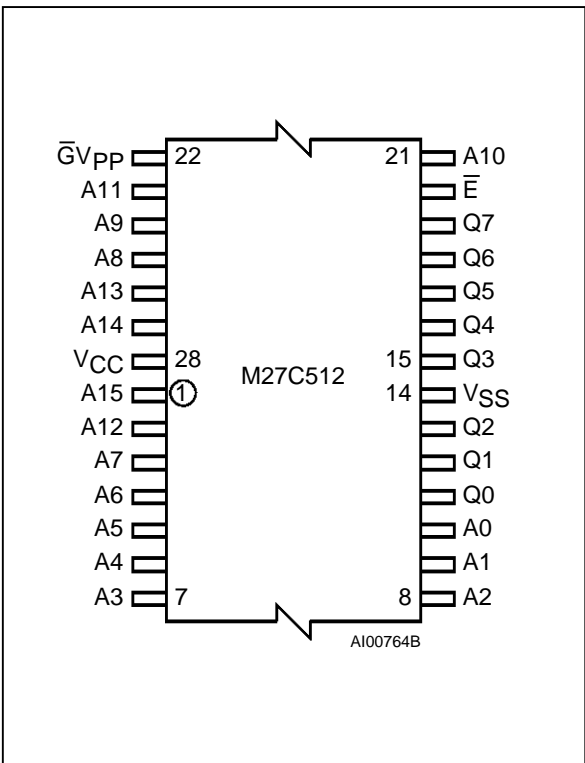 G̅VPP 22 21 A10
A11 E̅
A9 Q7
A8 Q6
A13 Q5
A14 Q4
VCC 28 15 Q3
M27C512
A15 1 14 VSS
A12 Q2
A7 Q1
A6 Q0
A5 A0
A4 A1
A3 7 8 A2
AI00764B